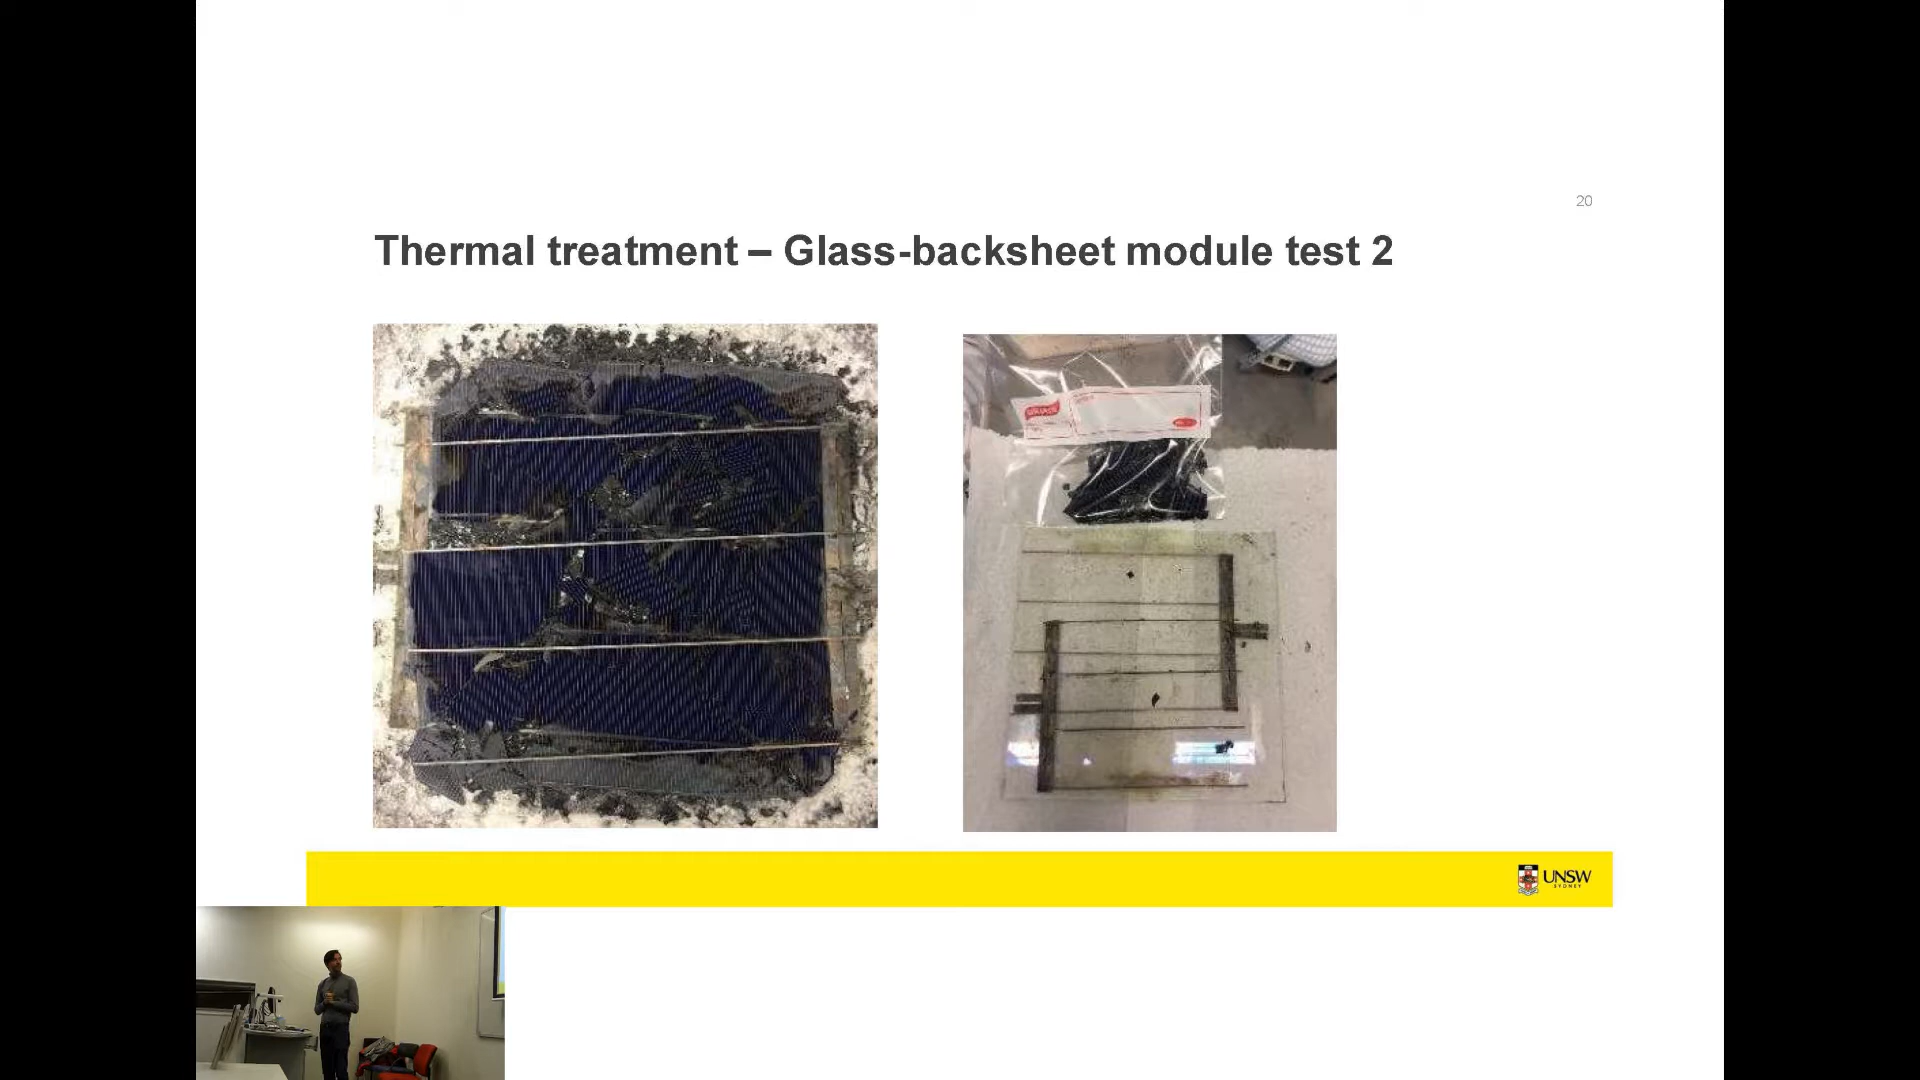 20
Thermal treatment – Glass-backsheet module test 2
UNSW
SYDNEY